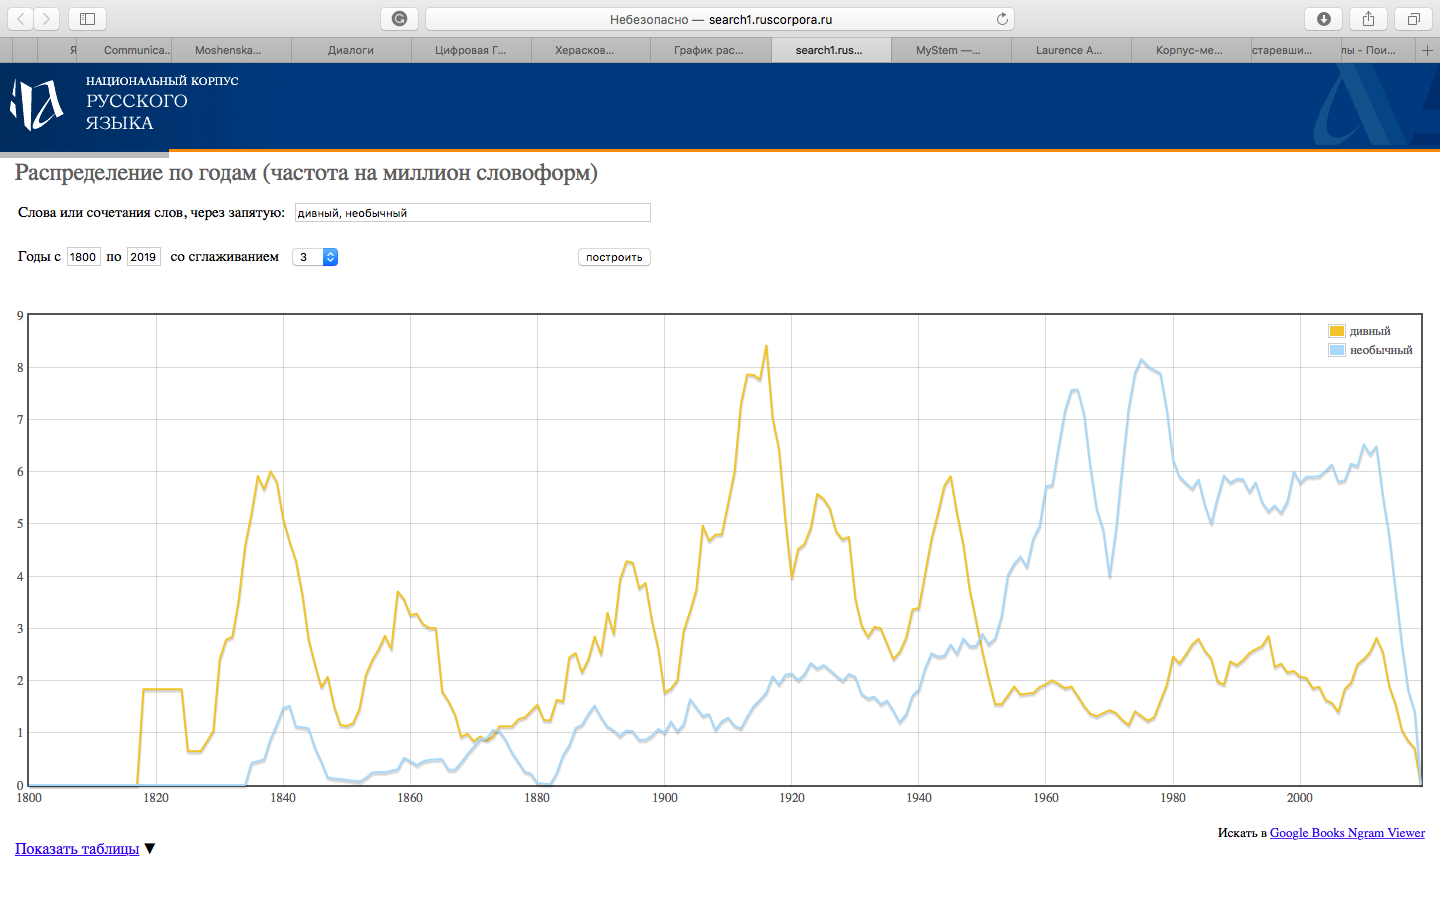 Небезопасно — search1.ruscorpora.ru
Я
Communica...
Moshenska...
Диалоги
Цифровая Г...
Херасков...
График рас...
search1.rus...
MyStem —...
Laurence A...
Корпус-ме...
старевши...
лы - Пои...
НАЦИОНАЛЬНЫЙ КОРПУС
РУССКОГО
ЯЗЫКА
Распределение по годам (частота на миллион словоформ)
Слова или сочетания слов, через запятую: дивный, необычный
Годы с 1800 по 2019 со сглаживанием 3 построить
9
8
7
6
5
4
3
2
1
0
дивный
необычный
1800 1820 1840 1860 1880 1900 1920 1940 1960 1980 2000
Искать в Google Books Ngram Viewer
Показать таблицы ▼